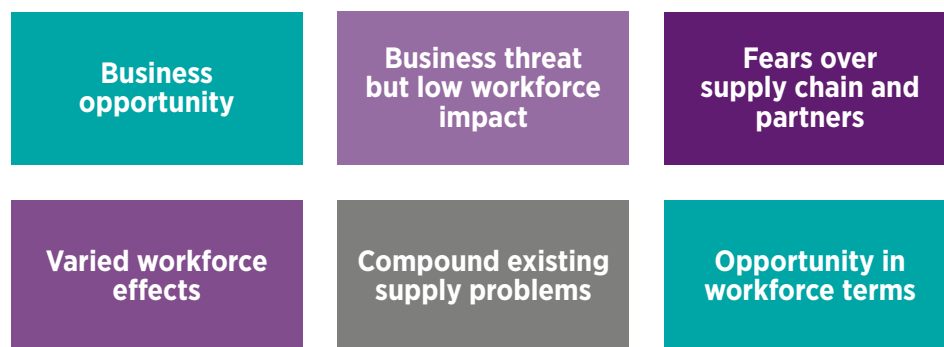 Business
opportunity
Business threat
but low workforce
impact
Fears over
supply chain and
partners
Varied workforce
effects
Compound existing
supply problems
Opportunity in
workforce terms